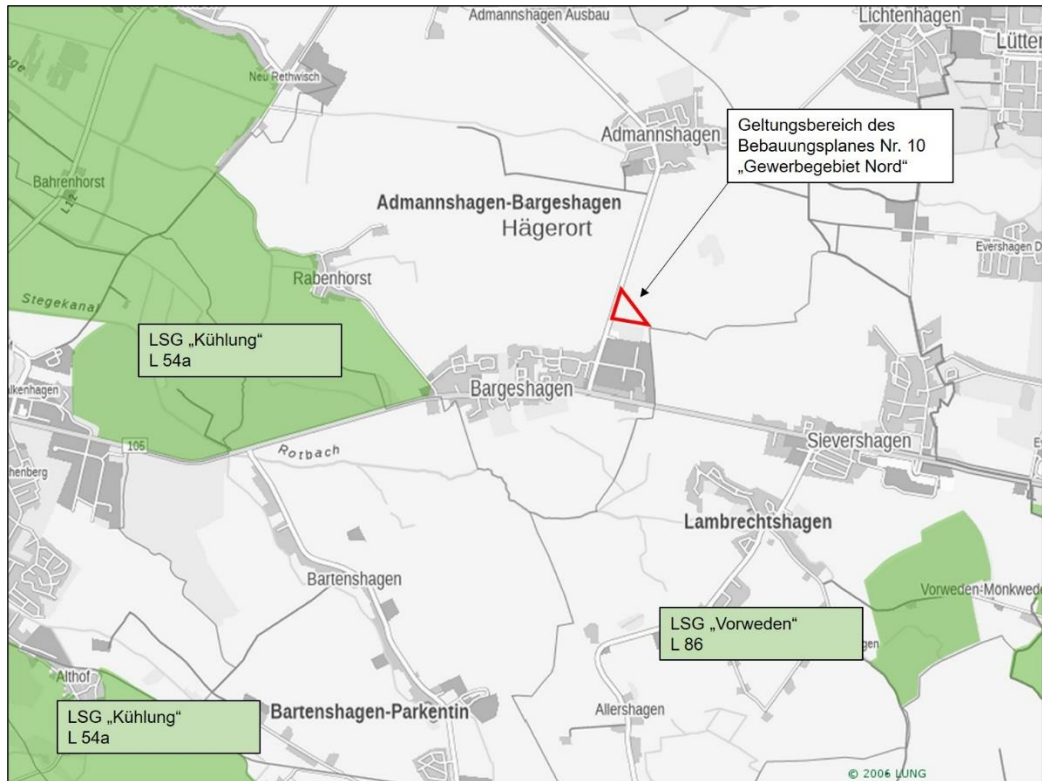 Admannshagen Ausbau
Lichtenhagen
Lütten
Neu Rethwisch
Admannshagen
Geltungsbereich des
Bebauungsplanes Nr. 10
„Gewerbegebiet Nord“
Bahrenhorst
L12
Admannshagen-Bargeshagen
Hägerort
Evershagen D
Rabenhorst
Stegekanal
LSG „Kühlung“
L 54a
Bargeshagen
105
Rotbach
Sievershagen
Lambrechtshagen
Bartenshagen
Vorweden-Mönkwede
LSG „Vorweden“
L 86
Althof
LSG „Kühlung“
L 54a
Bartenshagen-Parkentin
Allershagen
© 2006 LUNG